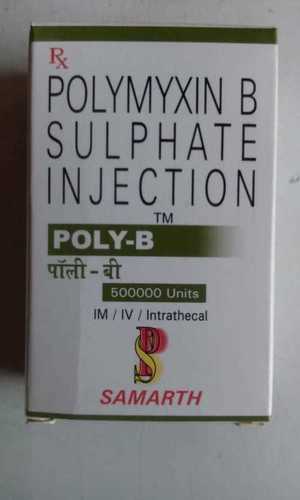 Rx
POLYMYXIN B
SULPHATE
INJECTION
TM
POLY-B
पॉली - बी
500000 Units
IM / IV / Intrathecal
SAMARTH